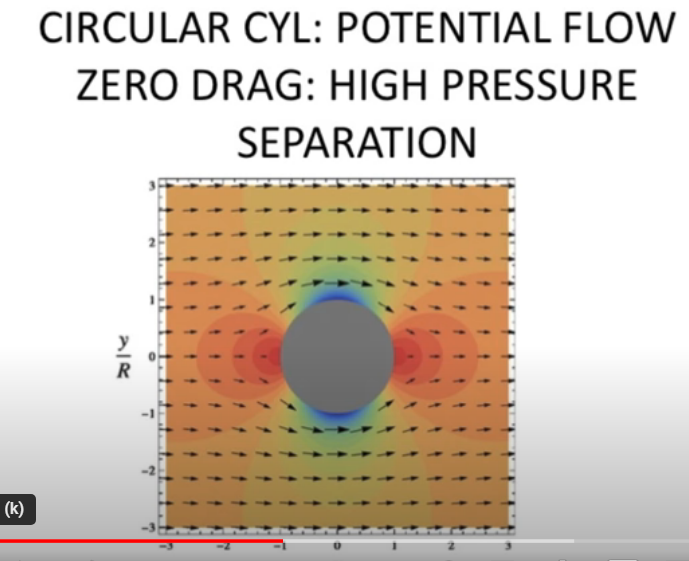 CIRCULAR CYL: POTENTIAL FLOW
ZERO DRAG: HIGH PRESSURE
SEPARATION
3
2
1
y
R
0
-1
-2
-3
(k)
-3 -2 -1 0 1 2 3